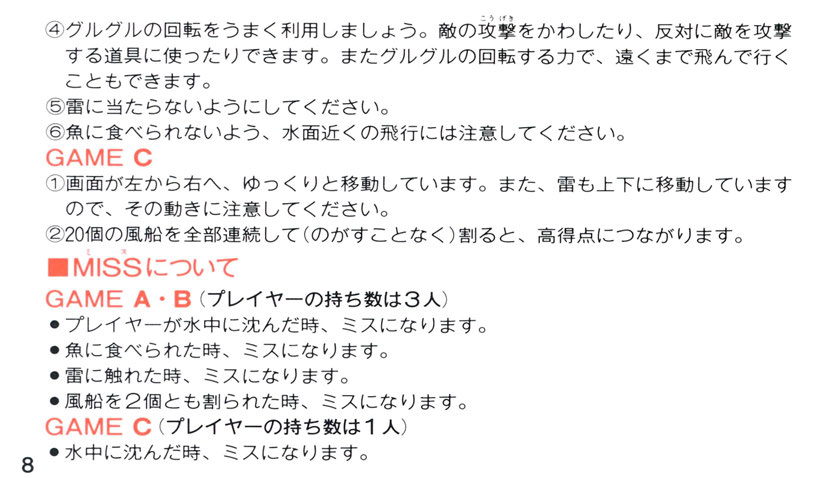 ④グルグルの回転をうまく利用しましょう。敵の攻撃をかわしたり、反対に敵を攻撃
する道具に使ったりできます。またグルグルの回転する力で、遠くまで飛んで行く
こともできます。
⑤雷に当たらないようにしてください。
⑥魚に食べられないよう、水面近くの飛行には注意してください。
GAME C
①画面が左から右へ、ゆっくりと移動しています。また、雷も上下に移動しています
ので、その動きに注意してください。
②20個の風船を全部連続して(のがすことなく)割ると、高得点につながります。
■MISSについて
GAME A・B(プレイヤーの持ち数は3人)
●プレイヤーが水中に沈んだ時、ミスになります。
●魚に食べられた時、ミスになります。
●雷に触れた時、ミスになります。
●風船を2個とも割られた時、ミスになります。
GAME C(プレイヤーの持ち数は1人)
●水中に沈んだ時、ミスになります。
8